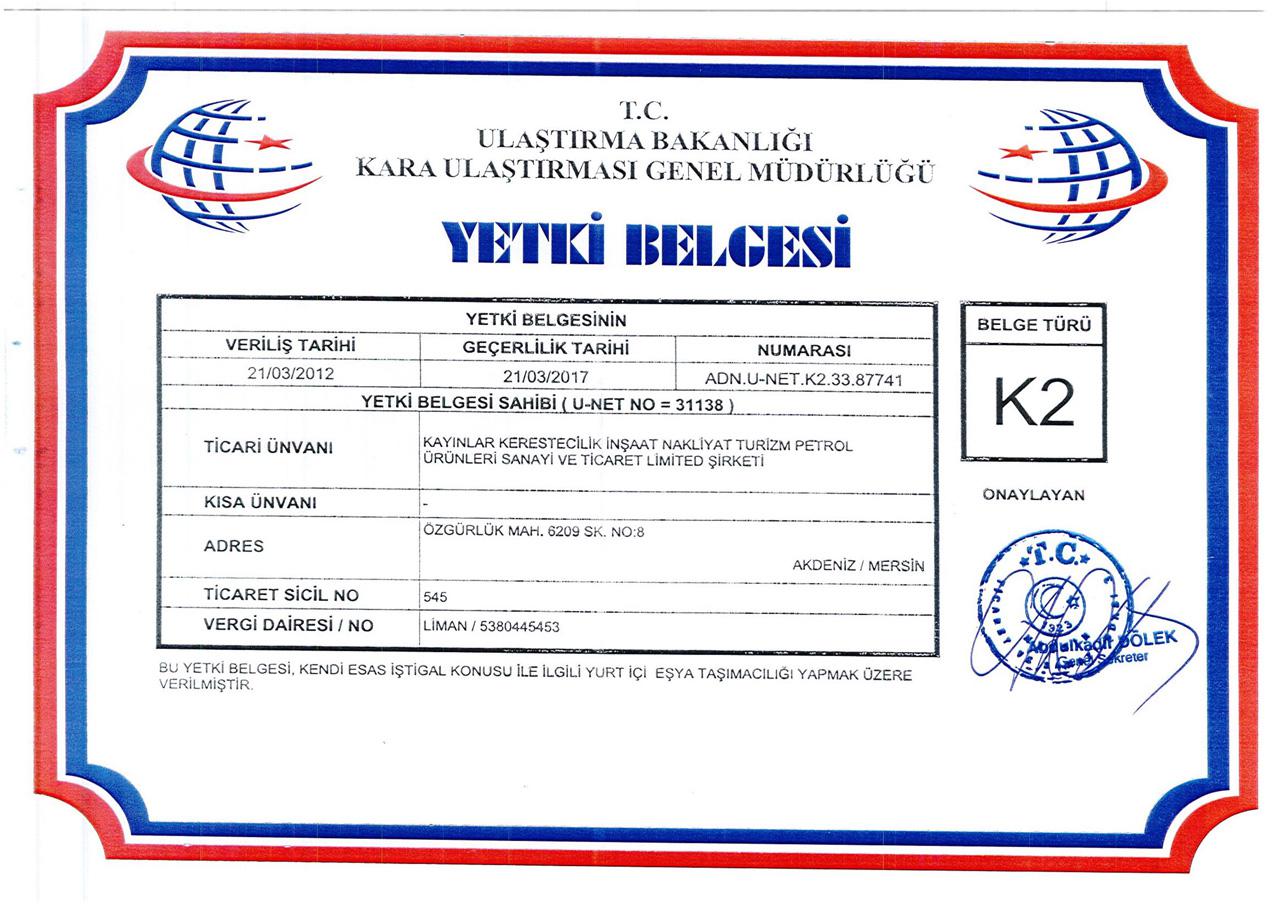 T.C.
ULAŞTIRMA BAKANLIĞI
KARA ULAŞTIRMASI GENEL MÜDÜRLÜĞÜ
YETKİ BELGESİ
YETKİ BELGESİNİN
VERİLİŞ TARİHİ GEÇERLİLİK TARİHİ NUMARASI
21/03/2012 21/03/2017 ADN.U-NET.K2.33.87741
YETKİ BELGESİ SAHİBİ ( U-NET NO = 31138 )
TİCARİ ÜNVANI KAYINLAR KERESTECİLİK İNŞAAT NAKLİYAT TURİZM PETROL
ÜRÜNLERİ SANAYİ VE TİCARET LİMİTED ŞİRKETİ
KISA ÜNVANI -
ADRES ÖZGÜRLÜK MAH. 6209 SK. NO:8
AKDENİZ / MERSİN
TİCARET SİCİL NO 545
VERGİ DAİRESİ / NO LİMAN / 5380445453
BU YETKİ BELGESİ, KENDİ ESAS İŞTİGAL KONUSU İLE İLGİLİ YURT İÇİ EŞYA TAŞIMACILIĞI YAPMAK ÜZERE
VERİLMİŞTİR.
BELGE TÜRÜ
K2
ONAYLAYAN
T.C.
1323
Abdulkadir DÖLEK
Genel Sekreter